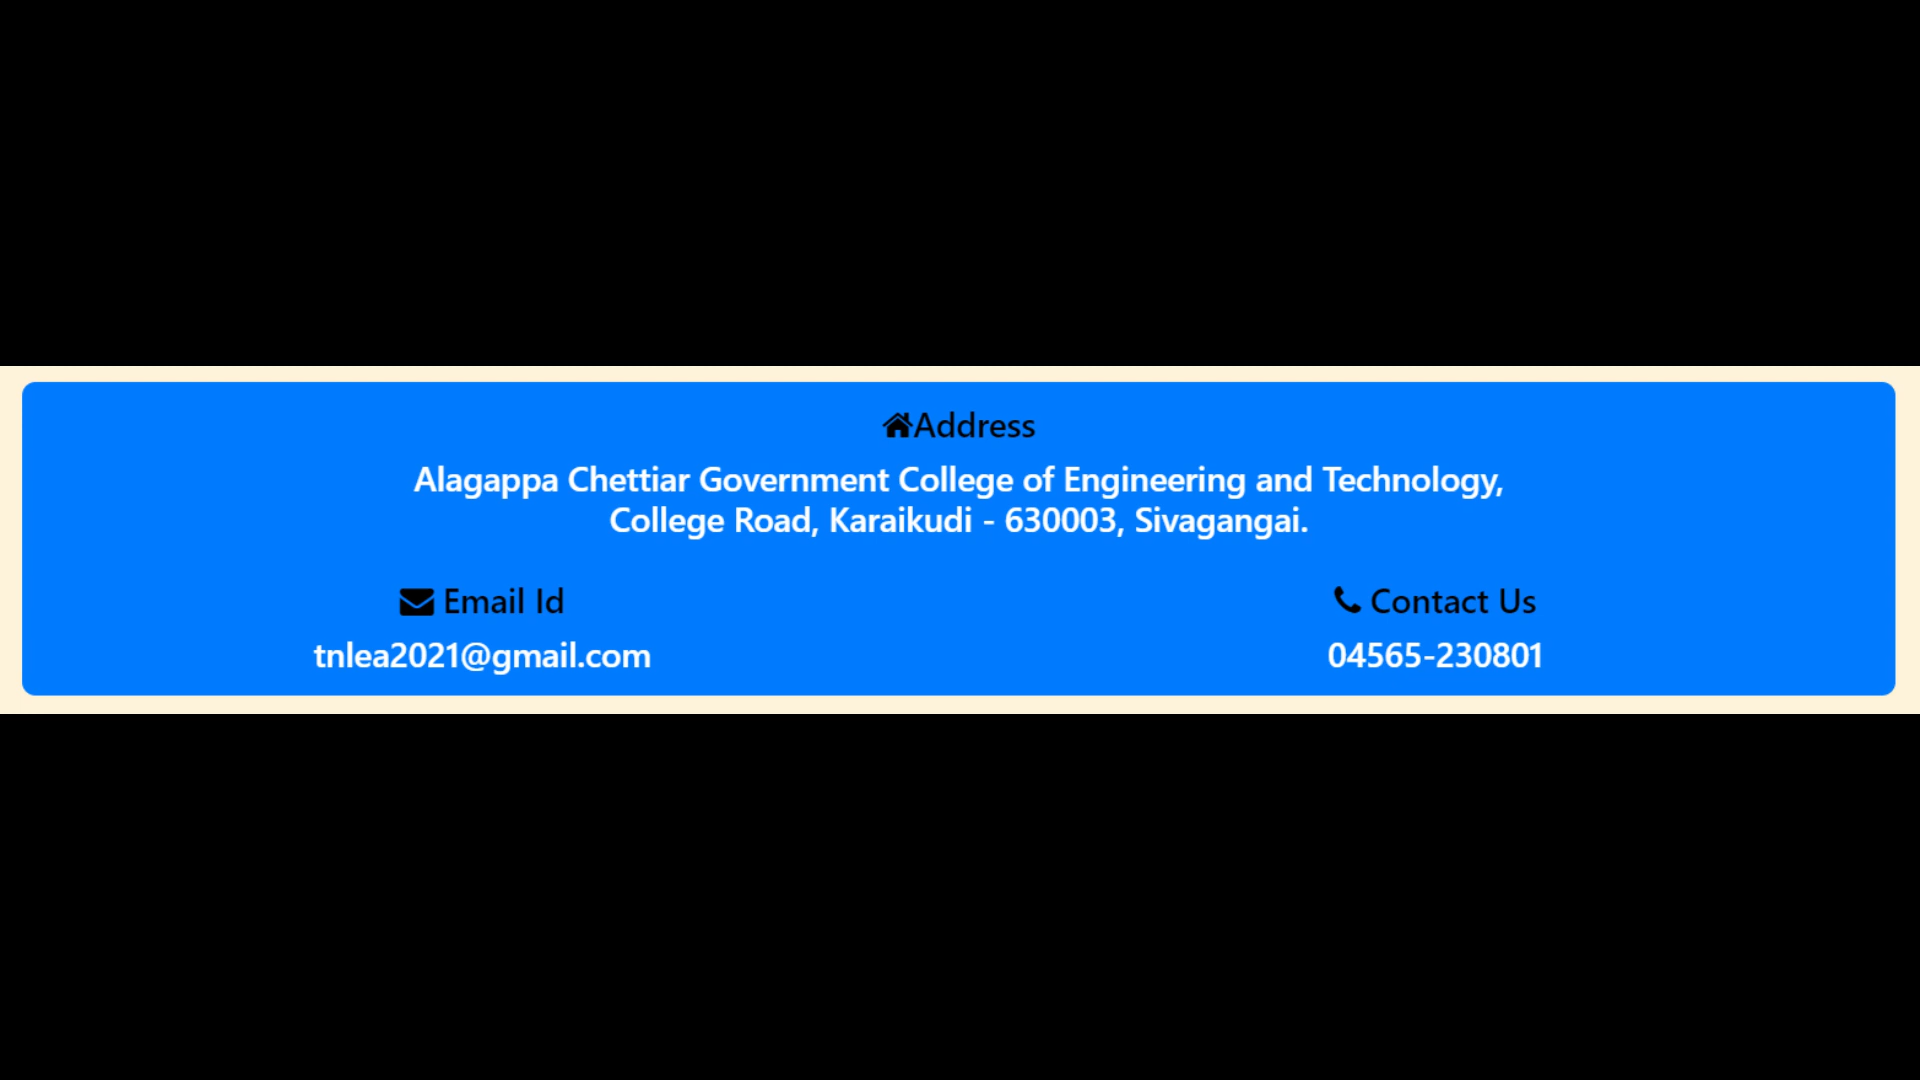 Address
Alagappa Chettiar Government College of Engineering and Technology,
College Road, Karaikudi - 630003, Sivagangai.
Email Id
tnlea2021@gmail.com
Contact Us
04565-230801